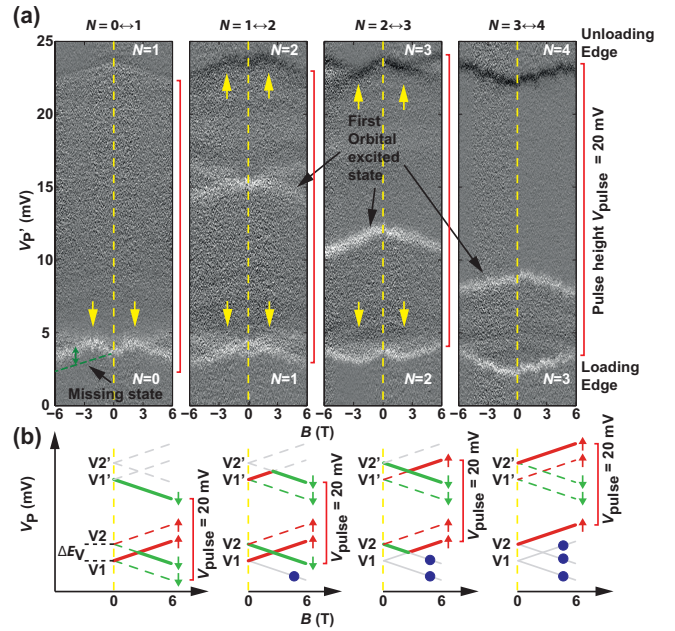 (a)
N = 0↔1
N = 1↔2
N = 2↔3
N = 3↔4
Unloading
Edge
25
20
15
10
5
0
VP' (mV)
N=1
N=2
N=3
N=4
First
Orbital
excited
state
Missing state
N=0
N=1
N=2
N=3
Loading
Edge
Pulse height Vpulse = 20 mV
−6 −3 0 3 6
−6 −3 0 3 6
−6 −3 0 3 6
−6 −3 0 3 6
B (T)
(b)
VP
(mV)
V2'
V1'
V2
ΔEV
V1
Vpulse = 20 mV
0 6
V2'
V1'
V2
V1
Vpulse = 20 mV
0 6
V2'
V1'
V2
V1
Vpulse = 20 mV
0 6
V2'
V1'
V2
V1
Vpulse = 20 mV
0 6
B (T)